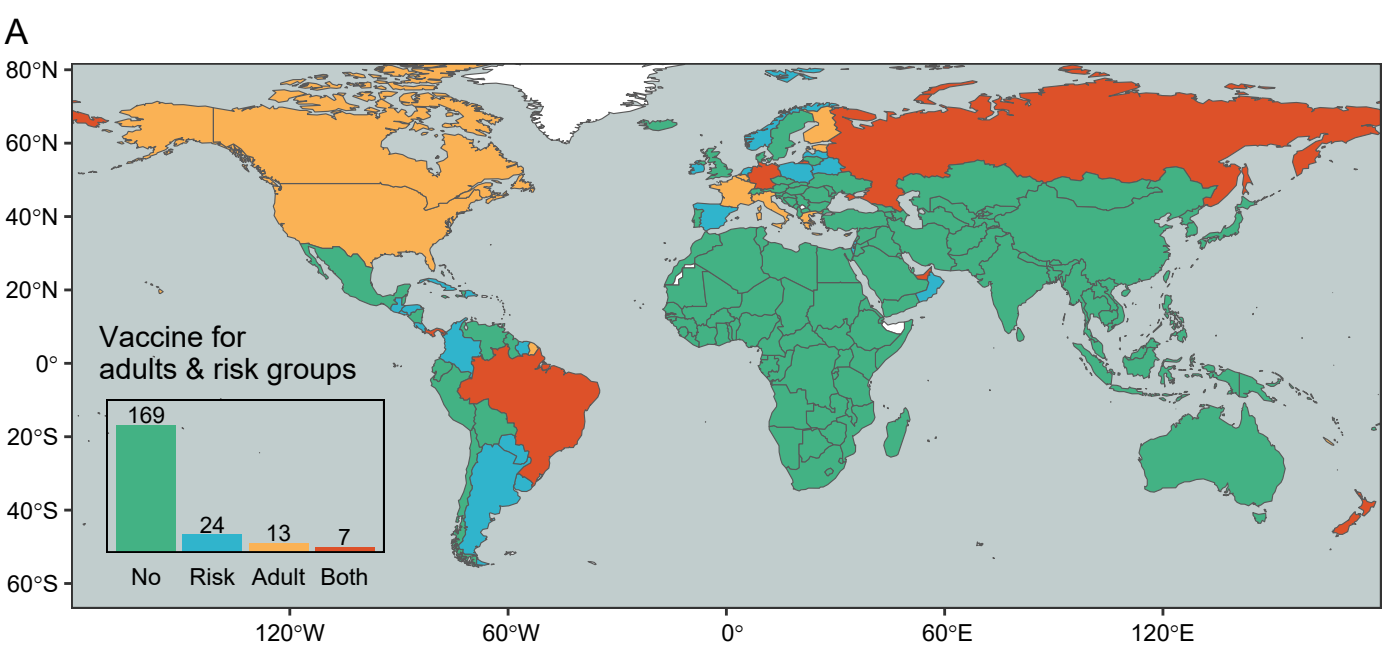 A
80°N
60°N
40°N
20°N
0°
20°S
40°S
60°S
Vaccine for
adults & risk groups
169
24
13
7
No Risk Adult Both
120°W 60°W 0° 60°E 120°E